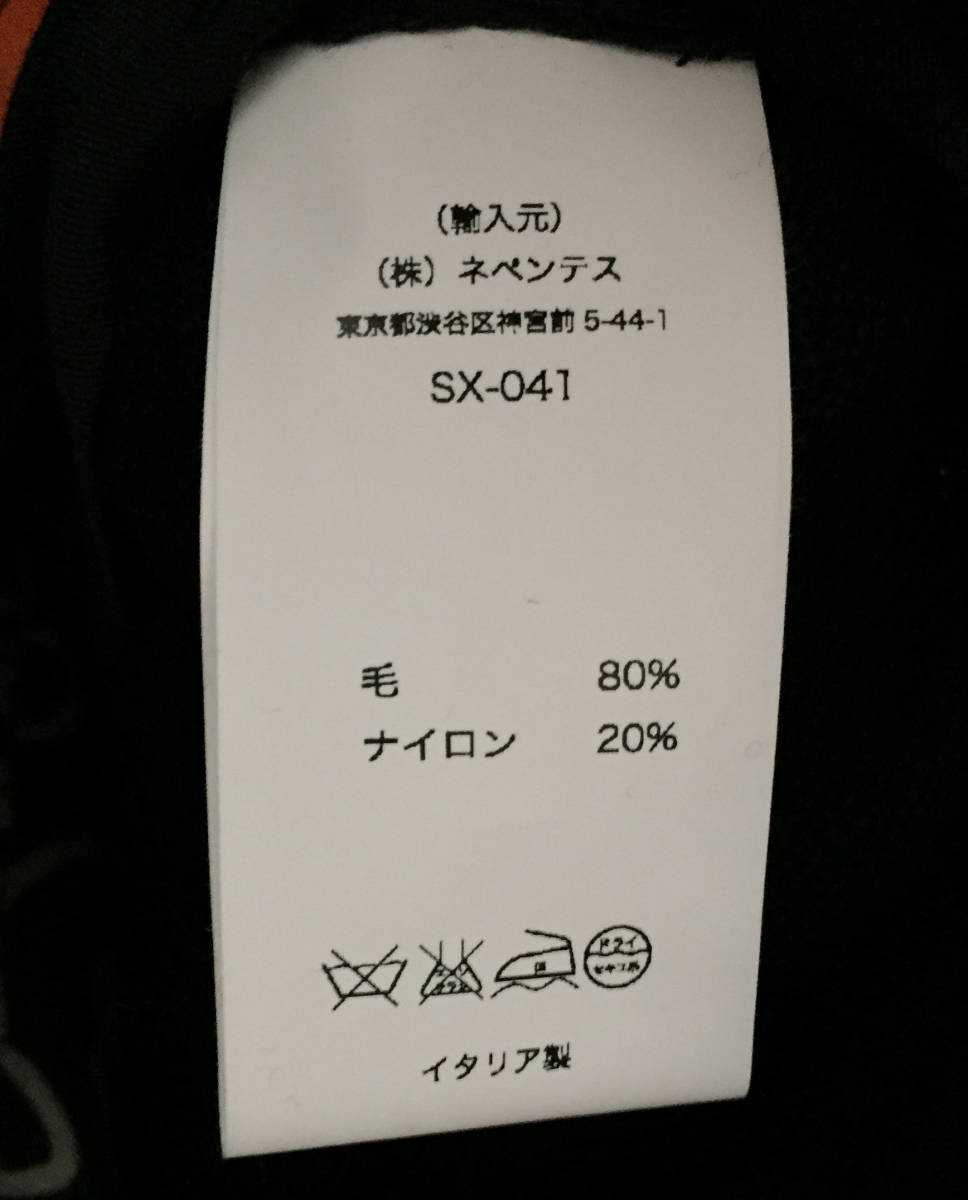 （輸入元）
（株）ネペンテス
東京都渋谷区神宮前 5-44-1
SX-041
毛 80%
ナイロン 20%
ドライ
セキユ系
イタリア製